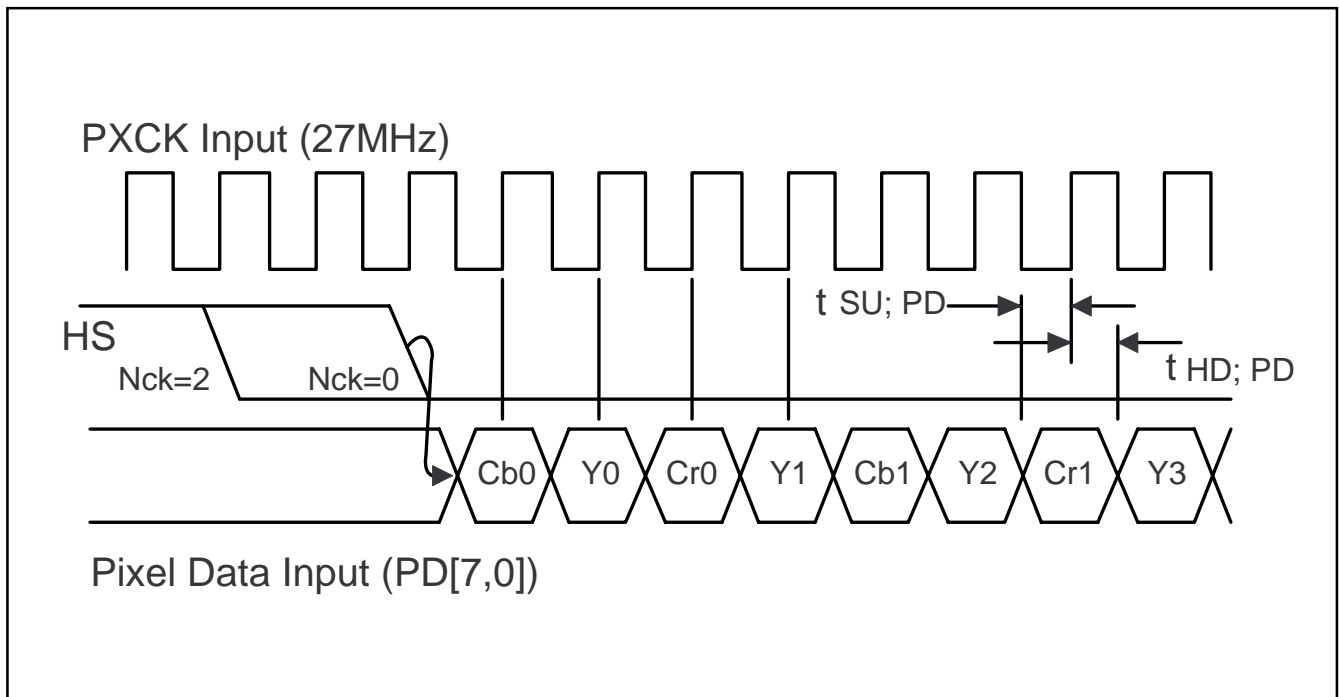 PXCK Input (27MHz)
t SU; PD
HS
Nck=2
Nck=0
t HD; PD
Cb0 Y0 Cr0 Y1 Cb1 Y2 Cr1 Y3
Pixel Data Input (PD[7,0])